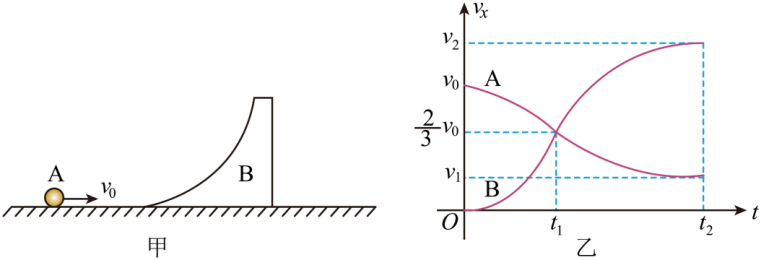 A
v₀
B
甲
vₓ
v₂
v₀
A
2/3 v₀
v₁
B
O
t₁
t₂
t
乙